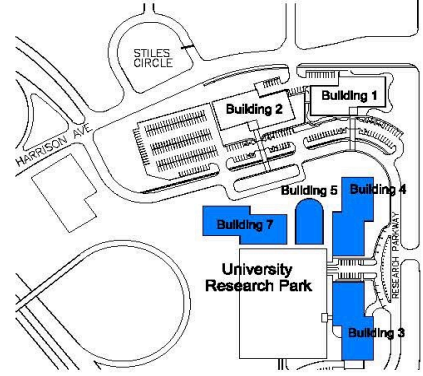 STILES
CIRCLE
Building 1
Building 2
HARRISON AVE
Building 5
Building 4
Building 7
RESEARCH PARKWAY
University
Research Park
Building 3